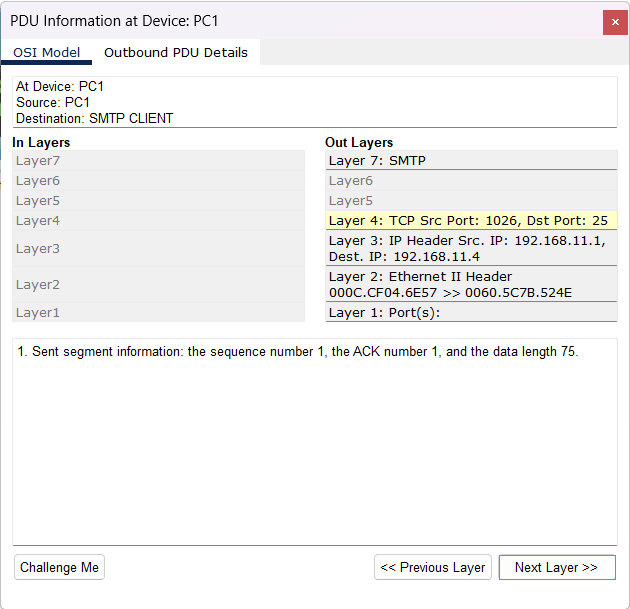 PDU Information at Device: PC1
×
OSI Model Outbound PDU Details
At Device: PC1
Source: PC1
Destination: SMTP CLIENT
In Layers
Layer7
Layer6
Layer5
Layer4
Layer3
Layer2
Layer1
Out Layers
Layer 7: SMTP
Layer6
Layer5
Layer 4: TCP Src Port: 1026, Dst Port: 25
Layer 3: IP Header Src. IP: 192.168.11.1,
Dest. IP: 192.168.11.4
Layer 2: Ethernet II Header
000C.CF04.6E57 >> 0060.5C7B.524E
Layer 1: Port(s):
1. Sent segment information: the sequence number 1, the ACK number 1, and the data length 75.
Challenge Me
<< Previous Layer
Next Layer >>